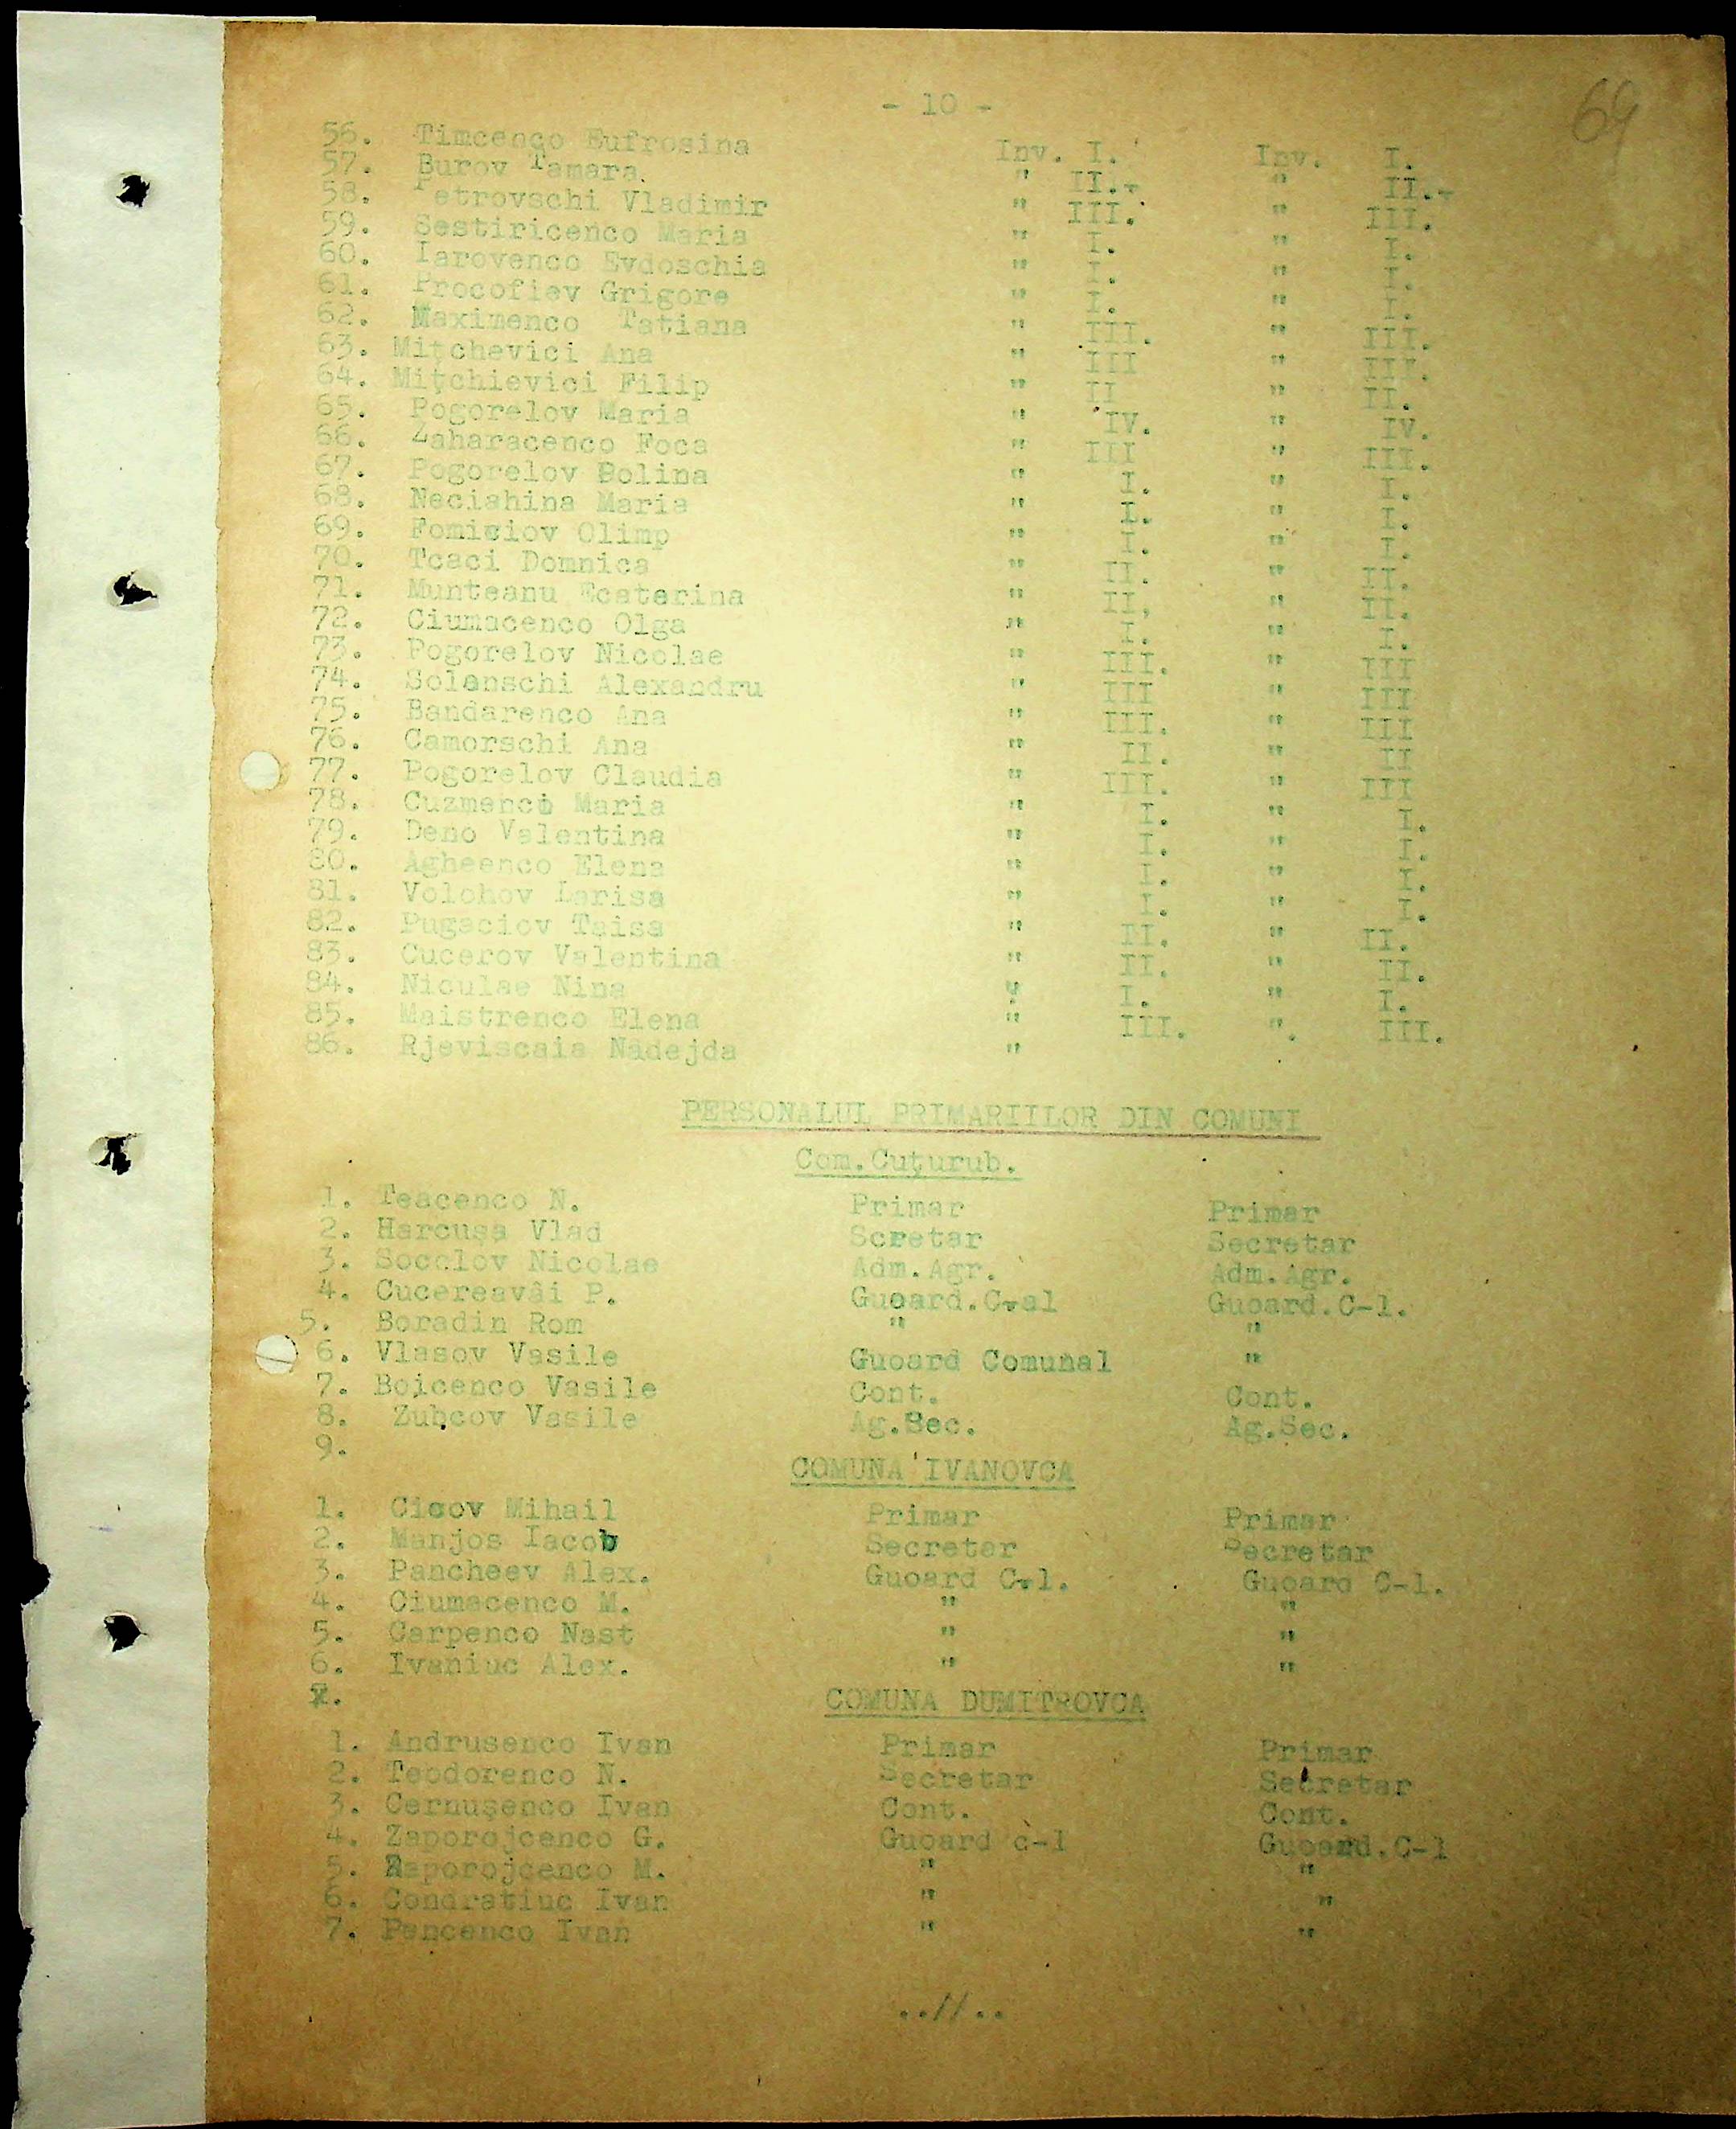 - 10 -
69
56. Timcenco Eufrosina Inv. I. Inv. I.
57. Burov Tamara. " II.- " II.-
58. Petrovschi Vladimir " III. " III.
59. Sestiricenco Maria " I. " I.
60. Iarovenco Evdoschia " I. " I.
61. Procofiev Grigore " I. " I.
62. Maximenco Tatiana " III. " III.
63. Mitchevici Ana " III " III.
64. Miţchievici Filip " II " II.
65. Pogorelov Maria " IV. " IV.
66. Zaharacenco Foca " III " III.
67. Pogorelov Bolina " I. " I.
68. Neciahina Maria " I. " I.
69. Fomiciov Olimp " I. " I.
70. Tcaci Domnica " II. " II.
71. Munteanu Ecaterina " II, " II.
72. Ciumacenco Olga " I. " I.
73. Pogorelov Nicolae " III. " III
74. Solanschi Alexandru " III " III
75. Bandarenco Ana " III. " III
76. Camorschi Ana " II. " II
77. Pogorelov Claudia " III. " III
78. Cuzmenco Maria " I. " I.
79. Deno Valentina " I. " I.
80. Agheenco Elena " I. " I.
81. Volohov Larisa " I. " I.
82. Pugaciov Taisa " II. " II.
83. Cucerov Valentina " II. " II.
84. Niculae Nina " I. " I.
85. Maistrenco Elena " III. ". III.
86. Rjeviscaia Nadejda "
PERSONALUL PRIMARIILOR DIN COMUNI
Com.Cuţurub.
1. Teacenco N. Primar Primar
2. Harcuşa Vlad Scretar Secretar
3. Socolov Nicolae Adm.Agr. Adm.Agr.
4. Cucereavâi P. Guoard.C-al Guoard.C-l.
5. Boradin Rom " "
6. Vlasov Vasile Guoard Comunal "
7. Boicenco Vasile Cont. Cont.
8. Zubcov Vasile Ag.Sec. Ag.Sec.
9.
COMUNA IVANOVCA
1. Cicov Mihail Primar Primar
2. Manjos Iacob Secretar Secretar
3. Pancheev Alex. Guoard C-l. Guoard C-l.
4. Ciumacenco M. " "
5. Carpenco Nast " "
6. Ivaniuc Alex. " "
7.
COMUNA DUMITROVCA
1. Andrusenco Ivan Primar Primar
2. Teodorenco N. Secretar Secretar
3. Cernuşenco Ivan Cont. Cont.
4. Zaporojcenco G. Guoard c-l Guoard.C-l
5. Zaporojcenco M. " "
6. Condratiuc Ivan " "
7. Pancenco Ivan " "
..//..